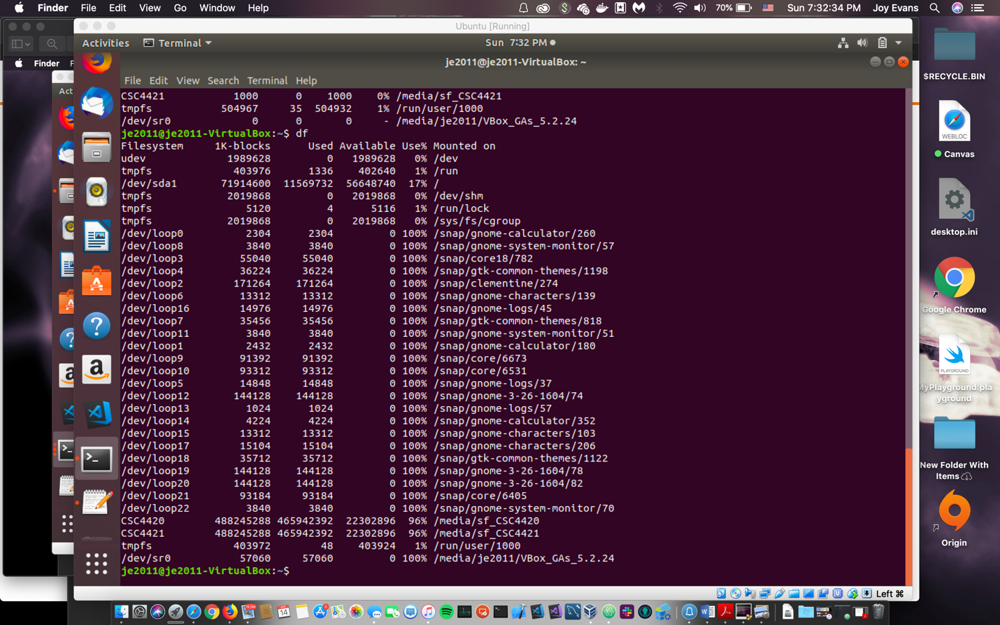 Finder File Edit View Go Window Help 70% Sun 7:32:34 PM Joy Evans
Ubuntu [Running]
Activities Terminal Sun 7:32 PM
Finder F
je2011@je2011-VirtualBox: ~
File Edit View Search Terminal Help
Act
CSC4421 1000 0 1000 0% /media/sf_CSC4421
tmpfs 504967 35 504932 1% /run/user/1000
/dev/sr0 0 0 0 - /media/je2011/VBox_GAs_5.2.24
je2011@je2011-VirtualBox:~$ df
Filesystem 1K-blocks Used Available Use% Mounted on
udev 1989628 0 1989628 0% /dev
tmpfs 403976 1336 402640 1% /run
/dev/sda1 71914600 11569732 56648740 17% /
tmpfs 2019868 0 2019868 0% /dev/shm
tmpfs 5120 4 5116 1% /run/lock
tmpfs 2019868 0 2019868 0% /sys/fs/cgroup
/dev/loop0 2304 2304 0 100% /snap/gnome-calculator/260
/dev/loop8 3840 3840 0 100% /snap/gnome-system-monitor/57
/dev/loop3 55040 55040 0 100% /snap/core18/782
/dev/loop4 36224 36224 0 100% /snap/gtk-common-themes/1198
/dev/loop2 171264 171264 0 100% /snap/clementine/274
/dev/loop6 13312 13312 0 100% /snap/gnome-characters/139
/dev/loop16 14976 14976 0 100% /snap/gnome-logs/45
/dev/loop7 35456 35456 0 100% /snap/gtk-common-themes/818
/dev/loop11 3840 3840 0 100% /snap/gnome-system-monitor/51
/dev/loop1 2432 2432 0 100% /snap/gnome-calculator/180
/dev/loop9 91392 91392 0 100% /snap/core/6673
/dev/loop10 93312 93312 0 100% /snap/core/6531
/dev/loop5 14848 14848 0 100% /snap/gnome-logs/37
/dev/loop12 144128 144128 0 100% /snap/gnome-3-26-1604/74
/dev/loop13 1024 1024 0 100% /snap/gnome-logs/57
/dev/loop14 4224 4224 0 100% /snap/gnome-calculator/352
/dev/loop15 13312 13312 0 100% /snap/gnome-characters/103
/dev/loop17 15104 15104 0 100% /snap/gnome-characters/206
/dev/loop18 35712 35712 0 100% /snap/gtk-common-themes/1122
/dev/loop19 144128 144128 0 100% /snap/gnome-3-26-1604/78
/dev/loop20 144128 144128 0 100% /snap/gnome-3-26-1604/82
/dev/loop21 93184 93184 0 100% /snap/core/6405
/dev/loop22 3840 3840 0 100% /snap/gnome-system-monitor/70
CSC4420 488245288 465942392 22302896 96% /media/sf_CSC4420
CSC4421 488245288 465942392 22302896 96% /media/sf_CSC4421
tmpfs 403972 48 403924 1% /run/user/1000
/dev/sr0 57060 57060 0 100% /media/je2011/VBox_GAs_5.2.24
je2011@je2011-VirtualBox:~$
Left ⌘
$RECYCLE.BIN
WEBLOC
Canvas
desktop.ini
Google Chrome
PLAYGROUND
MyPlayground.pla
yground
New Folder With
Items
Origin
14